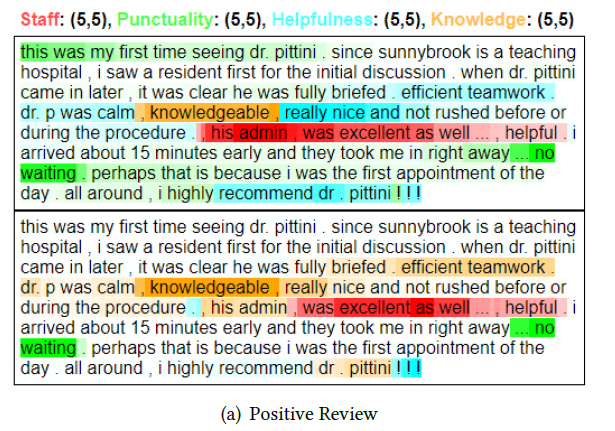 Staff: (5,5), Punctuality: (5,5), Helpfulness: (5,5), Knowledge: (5,5)
this was my first time seeing dr. pittini . since sunnybrook is a teaching
hospital , i saw a resident first for the initial discussion . when dr. pittini
came in later , it was clear he was fully briefed . efficient teamwork .
dr. p was calm , knowledgeable , really nice and not rushed before or
during the procedure . , his admin , was excellent as well ... , helpful . i
arrived about 15 minutes early and they took me in right away ... no
waiting . perhaps that is because i was the first appointment of the
day . all around , i highly recommend dr . pittini ! ! !
this was my first time seeing dr. pittini . since sunnybrook is a teaching
hospital , i saw a resident first for the initial discussion . when dr. pittini
came in later , it was clear he was fully briefed . efficient teamwork .
dr. p was calm , knowledgeable , really nice and not rushed before or
during the procedure . , his admin , was excellent as well ... , helpful . i
arrived about 15 minutes early and they took me in right away ... no
waiting . perhaps that is because i was the first appointment of the
day . all around , i highly recommend dr . pittini ! ! !
(a) Positive Review